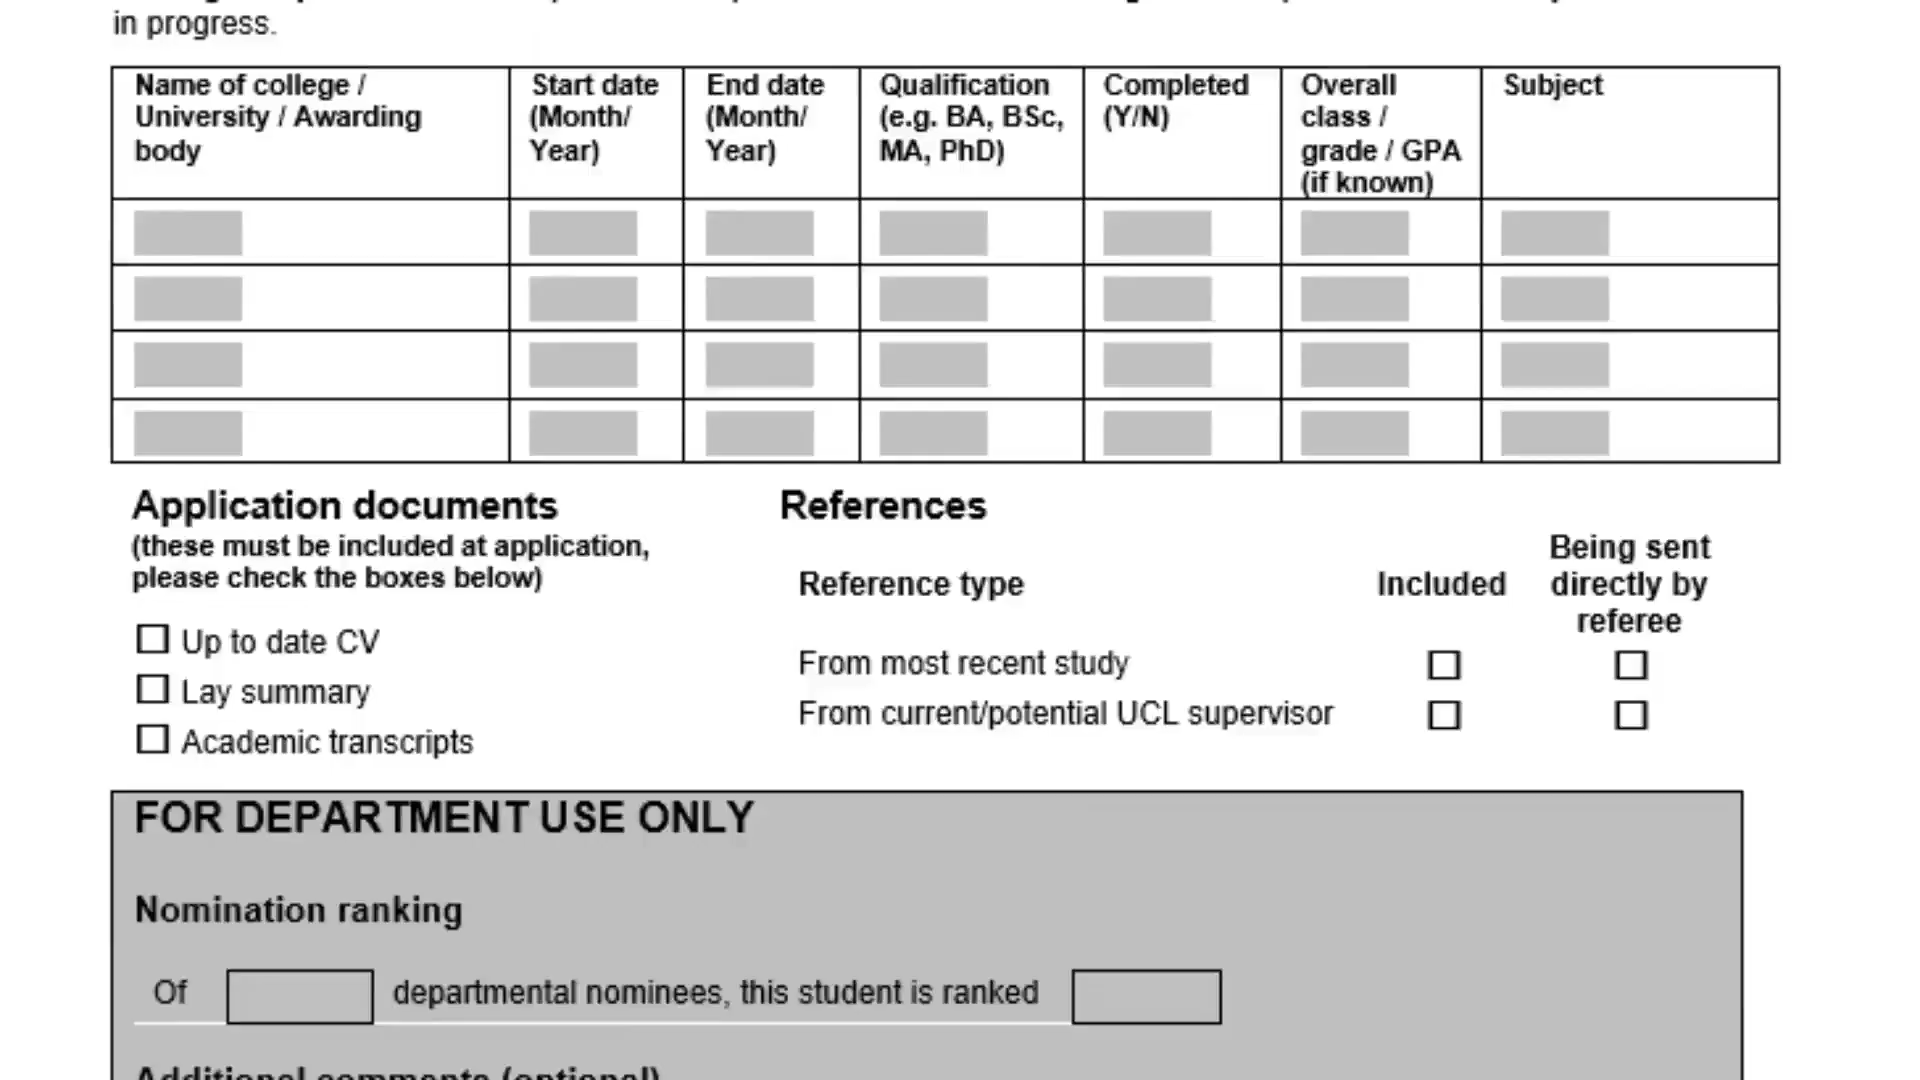 in progress.
Name of college /
University / Awarding
body
Start date
(Month/
Year)
End date
(Month/
Year)
Qualification
(e.g. BA, BSc,
MA, PhD)
Completed
(Y/N)
Overall
class /
grade / GPA
(if known)
Subject
Application documents
(these must be included at application,
please check the boxes below)
Up to date CV
Lay summary
Academic transcripts
References
Reference type
Included
Being sent
directly by
referee
From most recent study
From current/potential UCL supervisor
FOR DEPARTMENT USE ONLY
Nomination ranking
Of departmental nominees, this student is ranked
Additional comments (optional)